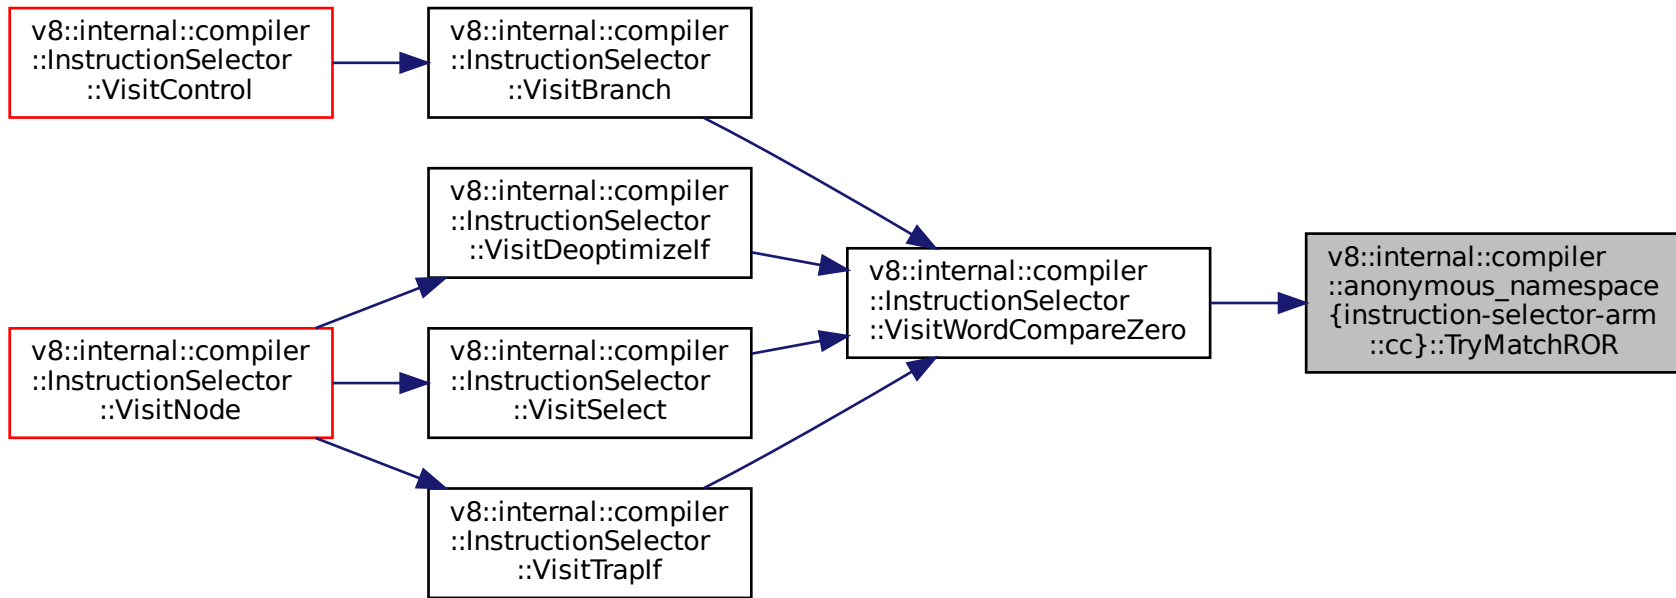 v8::internal::compiler
::InstructionSelector
::VisitControl
v8::internal::compiler
::InstructionSelector
::VisitBranch
v8::internal::compiler
::InstructionSelector
::VisitDeoptimizeIf
v8::internal::compiler
::InstructionSelector
::VisitWordCompareZero
v8::internal::compiler
::anonymous_namespace
{instruction-selector-arm
::cc}::TryMatchROR
v8::internal::compiler
::InstructionSelector
::VisitNode
v8::internal::compiler
::InstructionSelector
::VisitSelect
v8::internal::compiler
::InstructionSelector
::VisitTrapIf